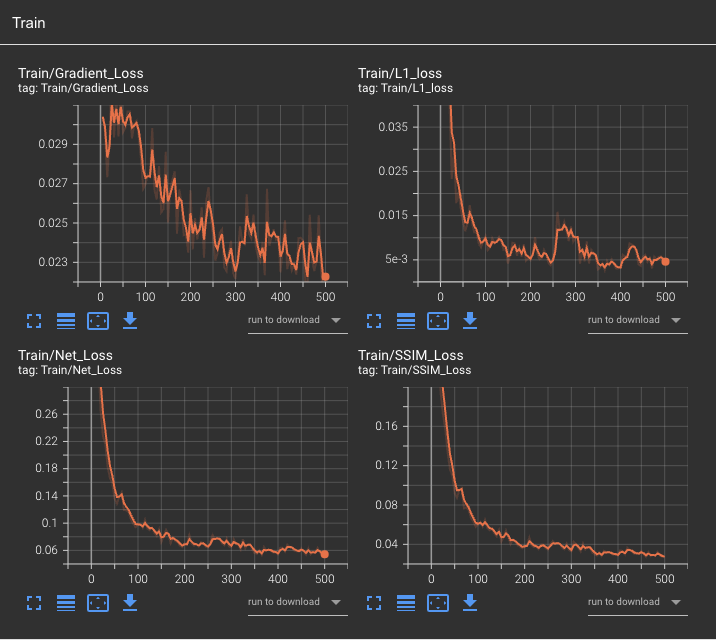 Train
Train/Gradient_Loss
tag: Train/Gradient_Loss
0.029
0.027
0.025
0.023
0 100 200 300 400 500
run to download
Train/L1_loss
tag: Train/L1_loss
0.035
0.025
0.015
5e-3
0 100 200 300 400 500
run to download
Train/Net_Loss
tag: Train/Net_Loss
0.26
0.22
0.18
0.14
0.1
0.06
0 100 200 300 400 500
run to download
Train/SSIM_Loss
tag: Train/SSIM_Loss
0.16
0.12
0.08
0.04
0 100 200 300 400 500
run to download